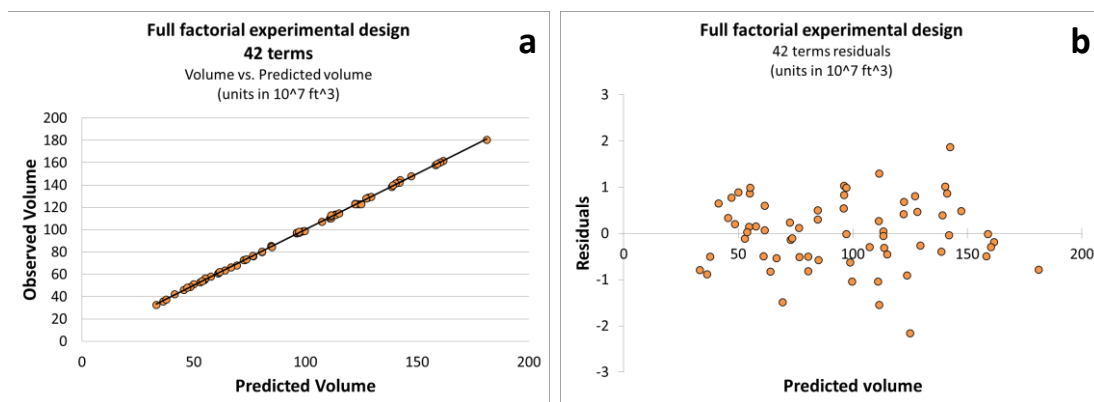 Full factorial experimental design
42 terms
Volume vs. Predicted volume
(units in 10^7 ft^3)
a
Observed Volume
200
180
160
140
120
100
80
60
40
20
0
0 50 100 150 200
Predicted Volume
Full factorial experimental design
42 terms residuals
(units in 10^7 ft^3)
b
Residuals
3
2
1
0
-1
-2
-3
0 50 100 150 200
Predicted volume